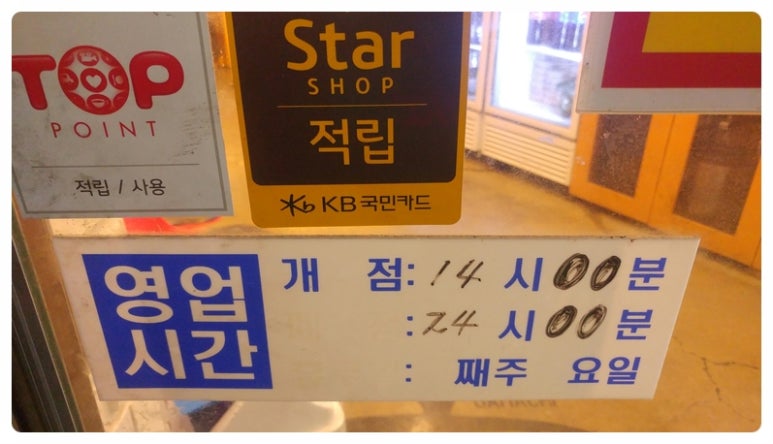 TOP
POINT
적립 / 사용
Star
SHOP
적립
KB국민카드
영업
시간
개 점: 14 시 00 분
: 24 시 00 분
: 째주 요일